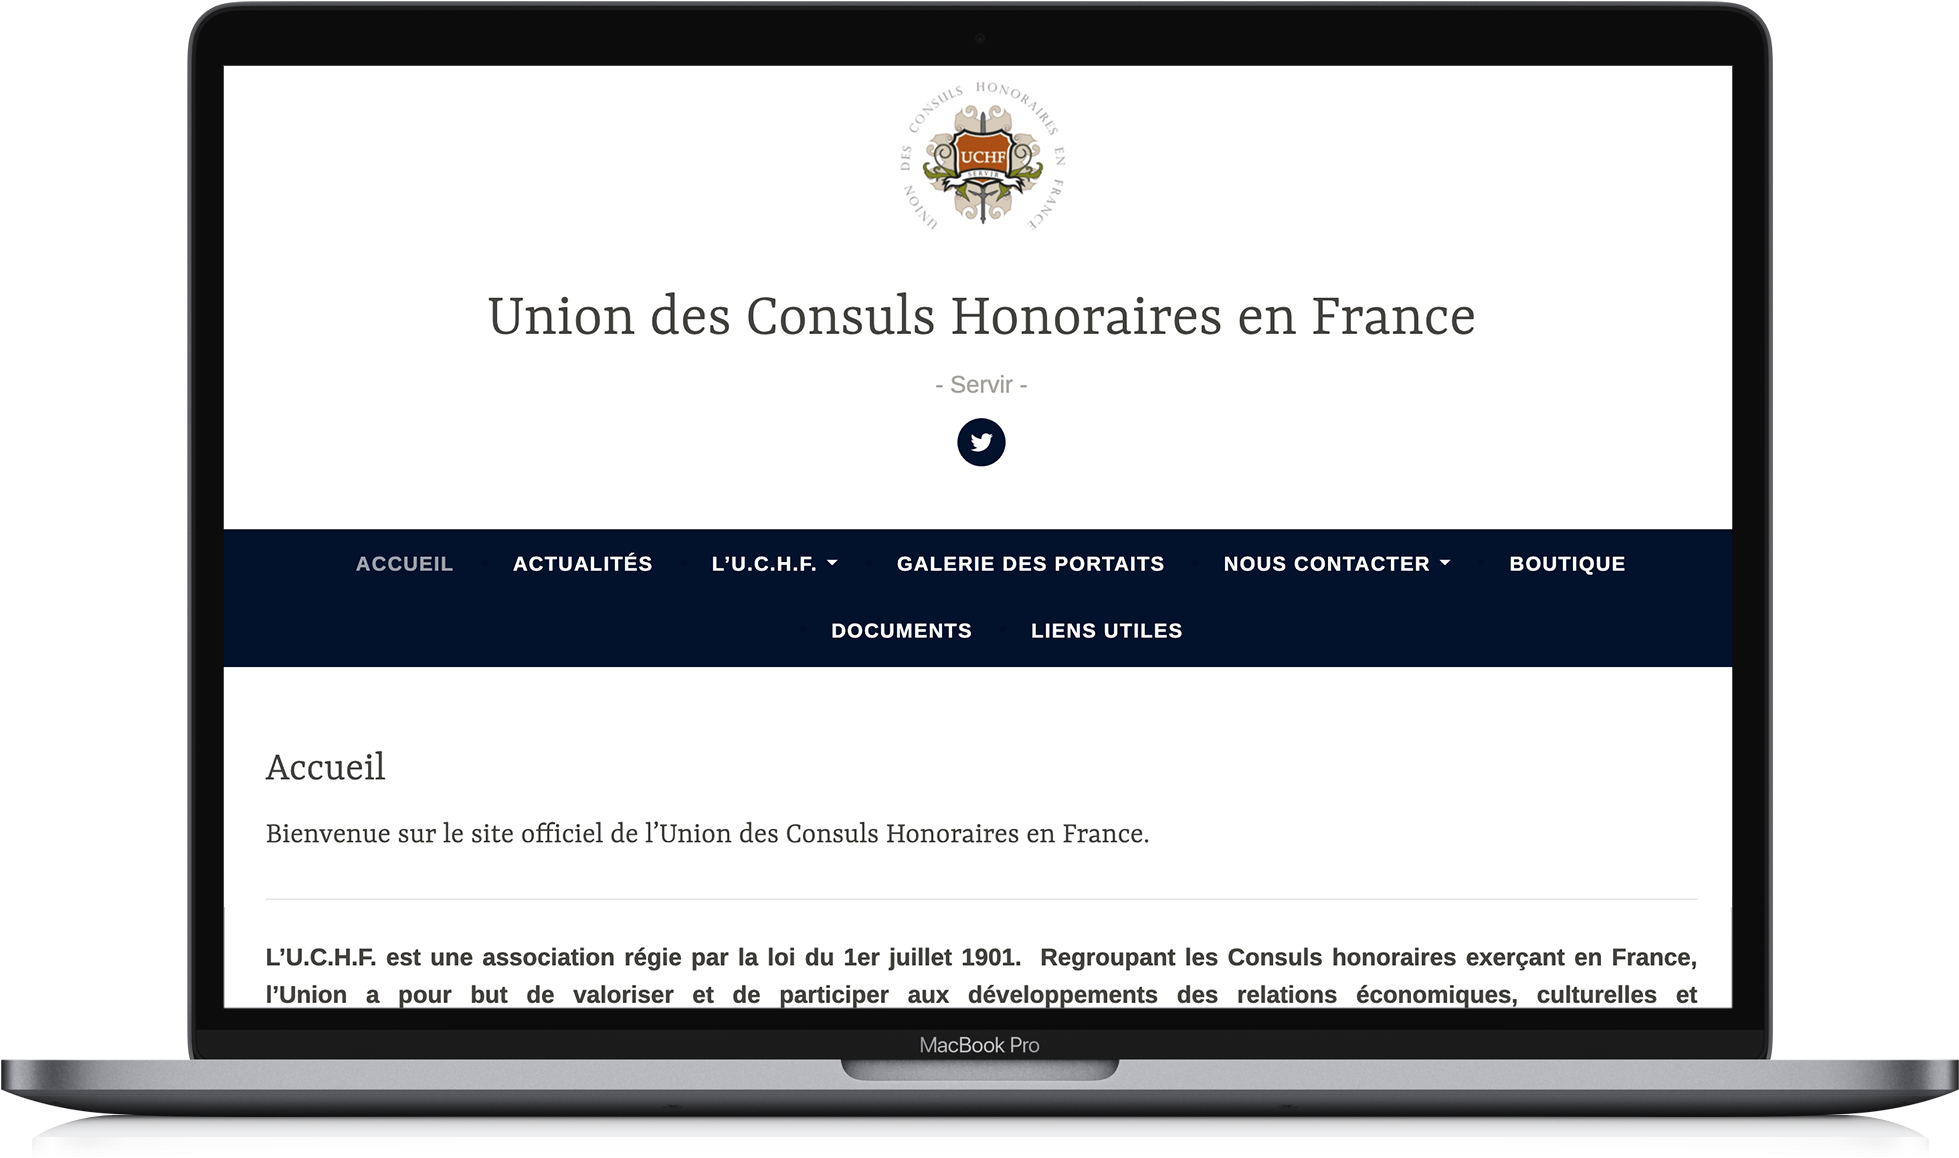 UNION DES CONSULS HONORAIRES EN FRANCE
UCHF
SERVIR
Union des Consuls Honoraires en France
- Servir -
ACCUEIL ACTUALITÉS L’U.C.H.F. GALERIE DES PORTAITS NOUS CONTACTER BOUTIQUE
DOCUMENTS LIENS UTILES
Accueil
Bienvenue sur le site officiel de l’Union des Consuls Honoraires en France.
L’U.C.H.F. est une association régie par la loi du 1er juillet 1901.  Regroupant les Consuls honoraires exerçant en France,
l’Union a pour but de valoriser et de participer aux développements des relations économiques, culturelles et
MacBook Pro